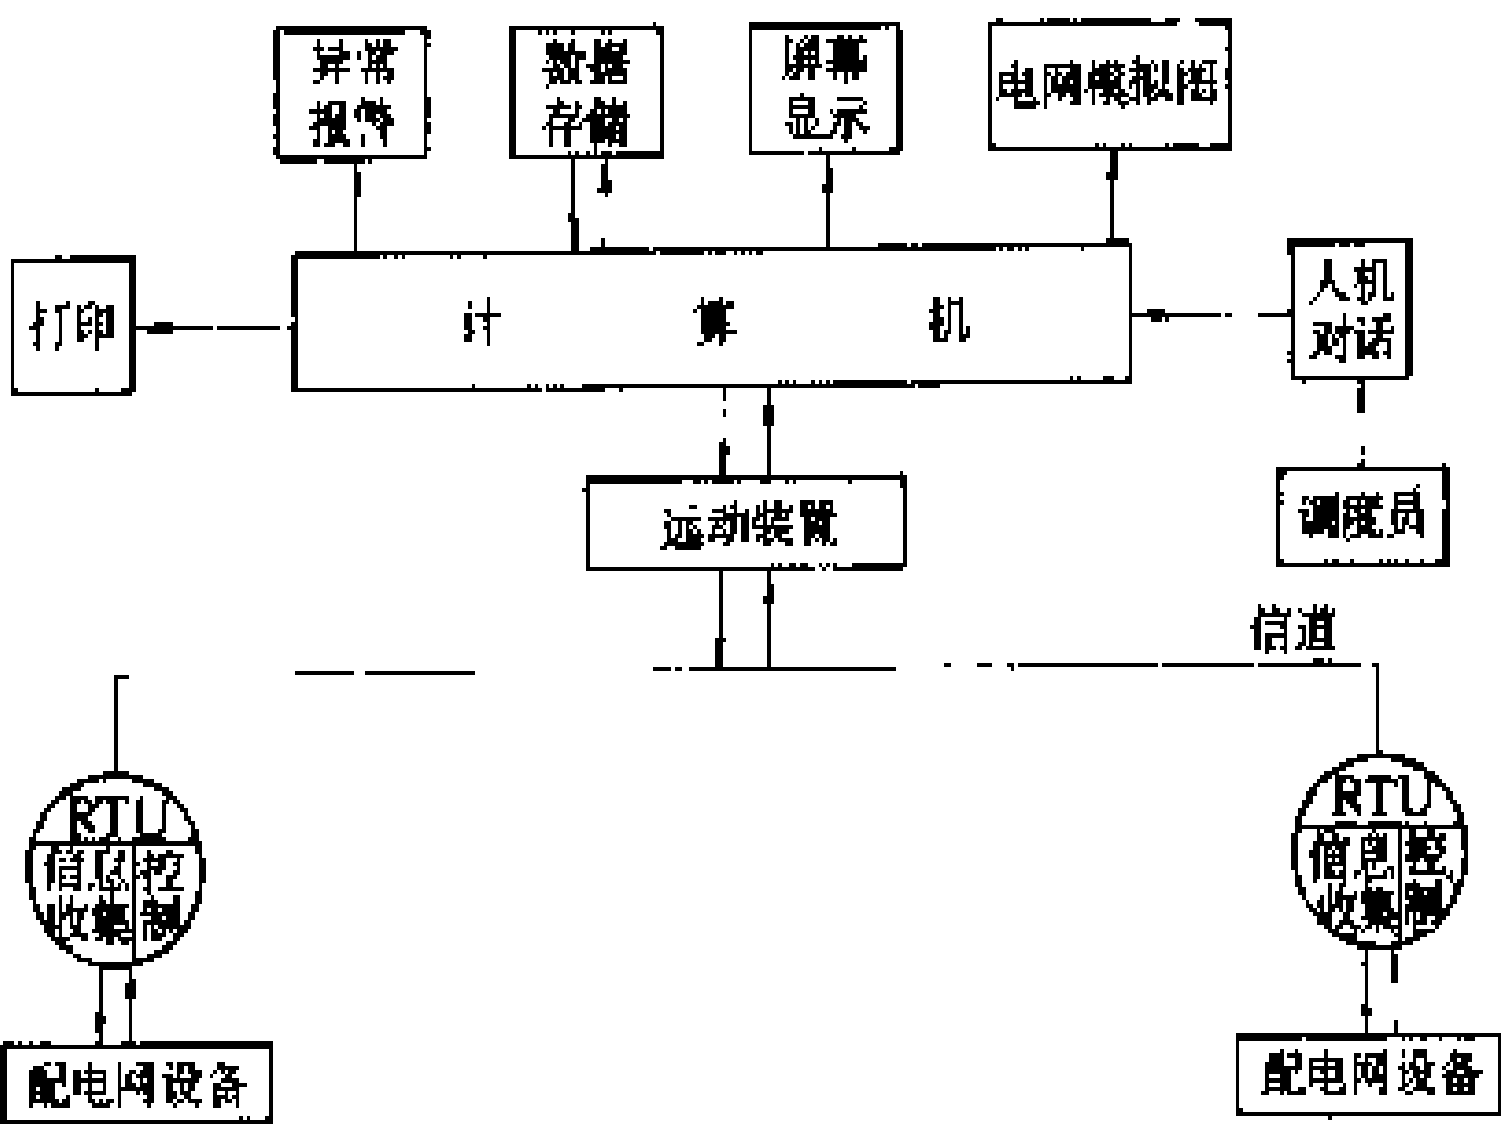 异常
报警
数据
存储
屏幕
显示
电网模拟图
打印
计算机
人机
对话
远动装置
调度员
信道
RTU
信息
收集
控
制
RTU
信息
收集
控
制
配电网设备
配电网设备